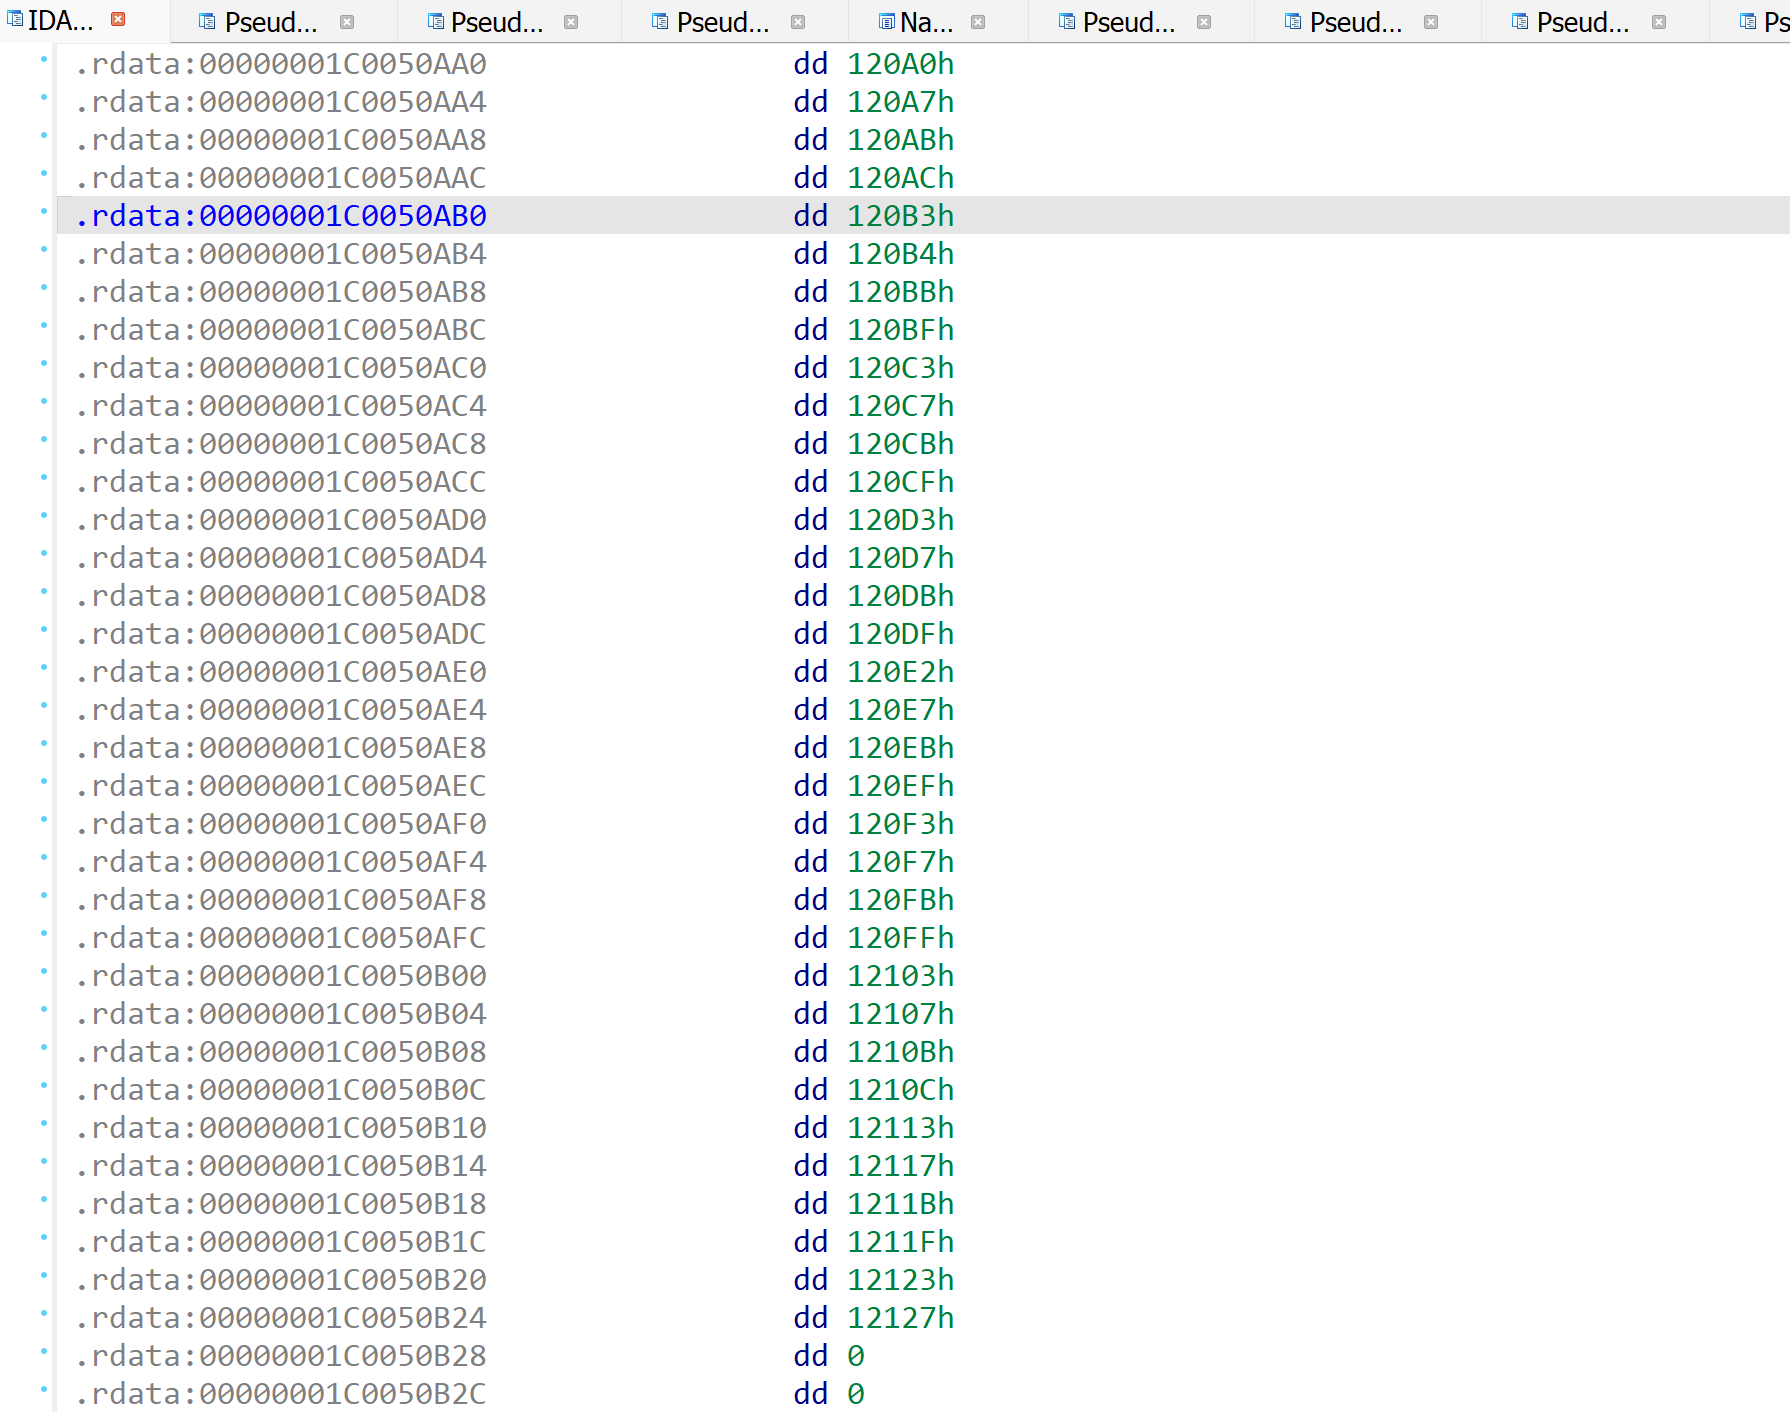 IDA... Pseud... Pseud... Pseud... Na... Pseud... Pseud... Pseud... Ps
.rdata:00000001C0050AA0 dd 120A0h
.rdata:00000001C0050AA4 dd 120A7h
.rdata:00000001C0050AA8 dd 120ABh
.rdata:00000001C0050AAC dd 120ACh
.rdata:00000001C0050AB0 dd 120B3h
.rdata:00000001C0050AB4 dd 120B4h
.rdata:00000001C0050AB8 dd 120BBh
.rdata:00000001C0050ABC dd 120BFh
.rdata:00000001C0050AC0 dd 120C3h
.rdata:00000001C0050AC4 dd 120C7h
.rdata:00000001C0050AC8 dd 120CBh
.rdata:00000001C0050ACC dd 120CFh
.rdata:00000001C0050AD0 dd 120D3h
.rdata:00000001C0050AD4 dd 120D7h
.rdata:00000001C0050AD8 dd 120DBh
.rdata:00000001C0050ADC dd 120DFh
.rdata:00000001C0050AE0 dd 120E2h
.rdata:00000001C0050AE4 dd 120E7h
.rdata:00000001C0050AE8 dd 120EBh
.rdata:00000001C0050AEC dd 120EFh
.rdata:00000001C0050AF0 dd 120F3h
.rdata:00000001C0050AF4 dd 120F7h
.rdata:00000001C0050AF8 dd 120FBh
.rdata:00000001C0050AFC dd 120FFh
.rdata:00000001C0050B00 dd 12103h
.rdata:00000001C0050B04 dd 12107h
.rdata:00000001C0050B08 dd 1210Bh
.rdata:00000001C0050B0C dd 1210Ch
.rdata:00000001C0050B10 dd 12113h
.rdata:00000001C0050B14 dd 12117h
.rdata:00000001C0050B18 dd 1211Bh
.rdata:00000001C0050B1C dd 1211Fh
.rdata:00000001C0050B20 dd 12123h
.rdata:00000001C0050B24 dd 12127h
.rdata:00000001C0050B28 dd 0
.rdata:00000001C0050B2C dd 0